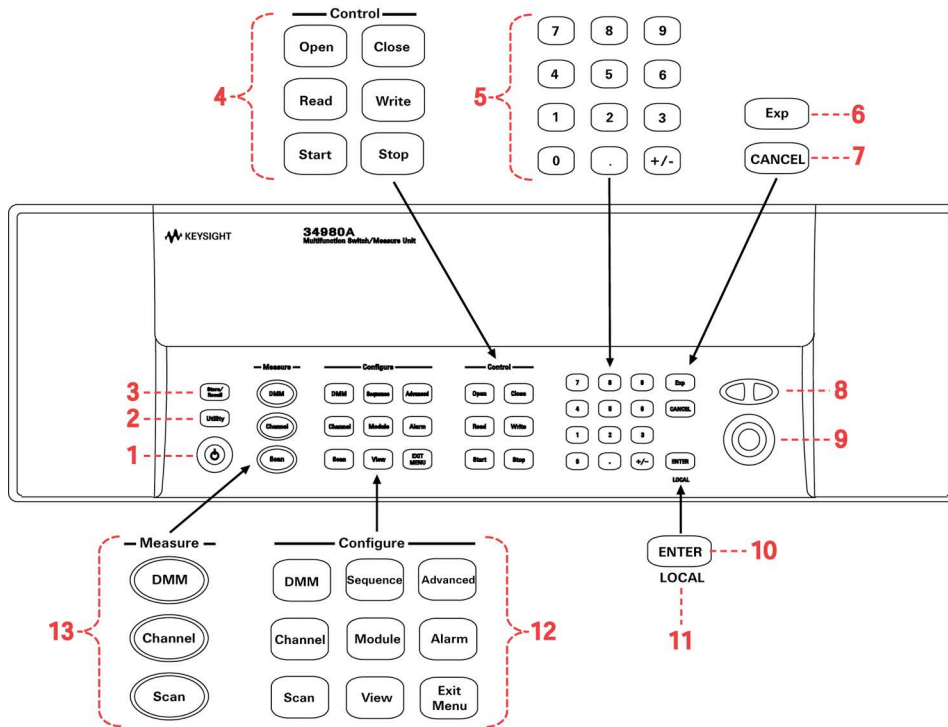 Control
Open Close
4 Read Write
Start Stop
7 8 9
4 5 6
5
1 2 3
0 . +/-
Exp 6
CANCEL 7
KEYSIGHT
34980A
Multifunction Switch/Measure Unit
Measure Configure Control
3 Store/
Recall
2 Utility
1
DMM
Channel
Scan
DMM Sequence Advanced
Channel Module Alarm
Scan View EXIT
MENU
Open Close
Read Write
Start Stop
7 8 9 Exp
4 5 6 CANCEL
1 2 3
0 . +/- ENTER
LOCAL
8
9
Measure
DMM
13 Channel
Scan
Configure
DMM Sequence Advanced
Channel Module Alarm 12
Scan View Exit
Menu
ENTER 10
LOCAL
11